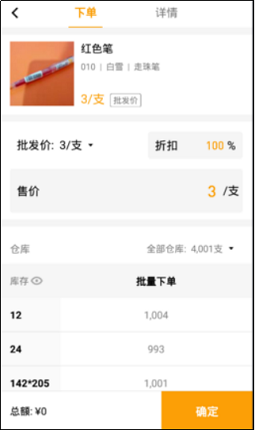 下单 详情
红色笔
010 | 白雪 | 走珠笔
3/支 批发价
批发价: 3/支 折扣 100 %
售价 3 /支
仓库 全部仓库: 4,001支
库存 批量下单
12 1,004
24 993
142*205 1,001
总额: ¥0 确定